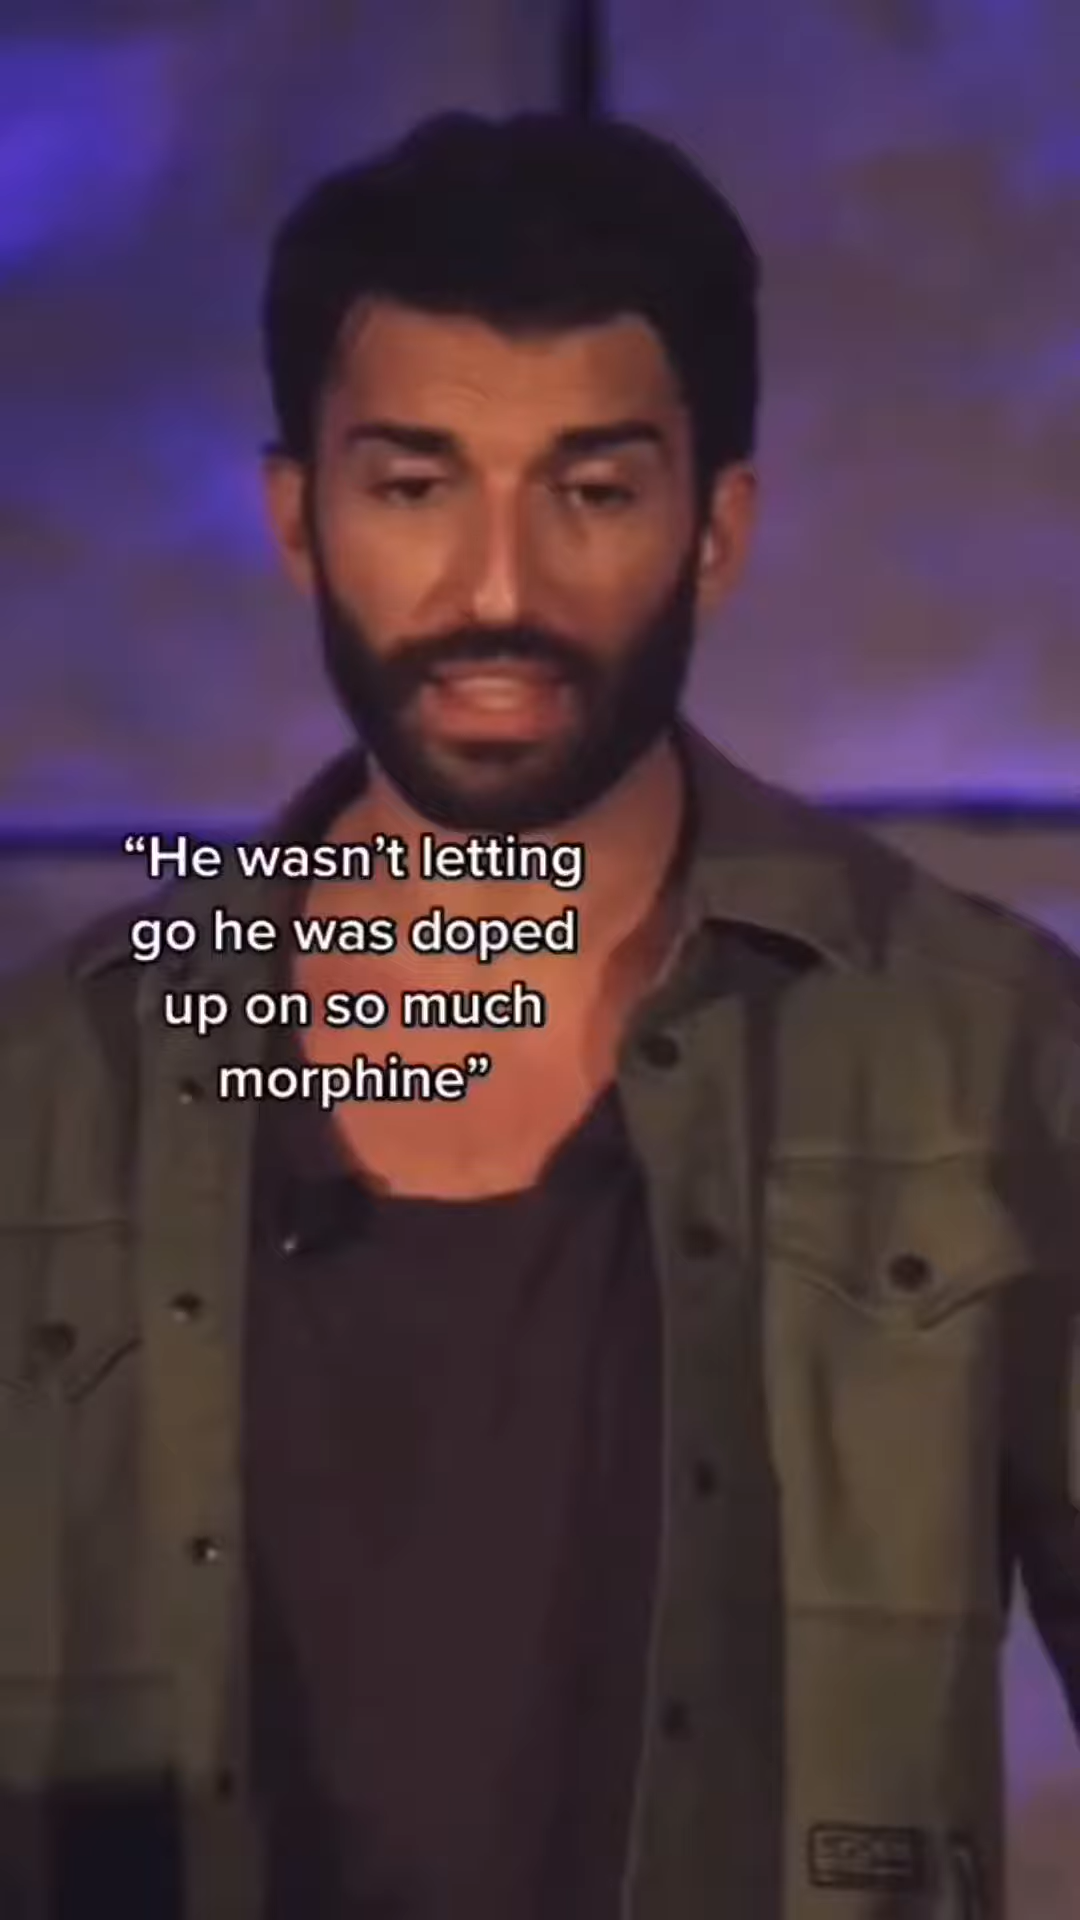 “He wasn’t letting
go he was doped
up on so much
morphine”